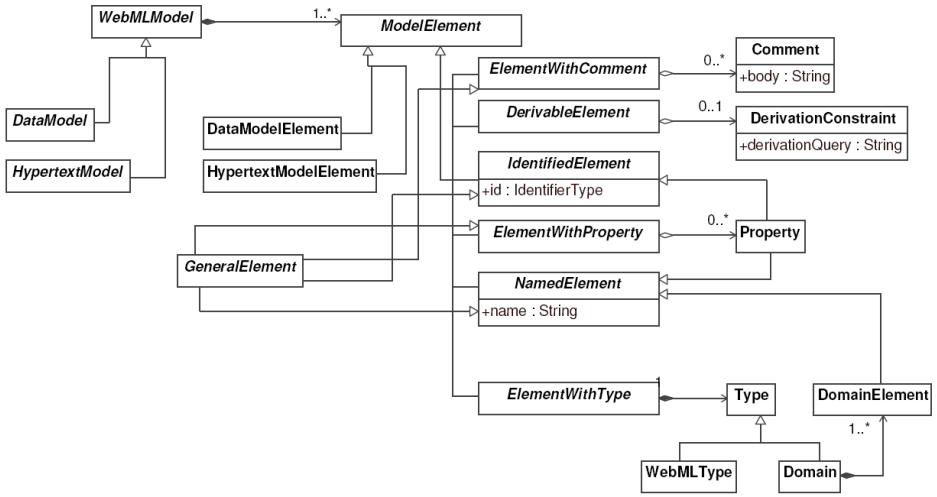 WebMLModel
1..*
ModelElement
ElementWithComment
0..*
Comment
+body : String
DataModel
DataModelElement
DerivableElement
0..1
DerivationConstraint
+derivationQuery : String
HypertextModel
HypertextModelElement
IdentifiedElement
+id : IdentifierType
ElementWithProperty
0..*
Property
GeneralElement
NamedElement
+name : String
ElementWithType
1
Type
DomainElement
1..*
WebMLType
Domain